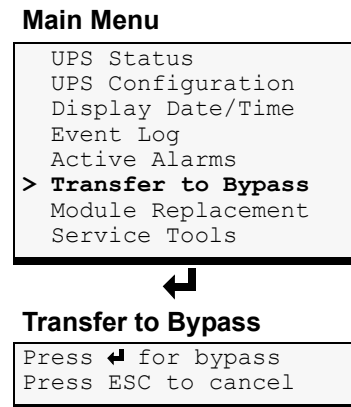 Main Menu
UPS Status
UPS Configuration
Display Date/Time
Event Log
Active Alarms
> Transfer to Bypass
Module Replacement
Service Tools
↵
Transfer to Bypass
Press ↵ for bypass
Press ESC to cancel